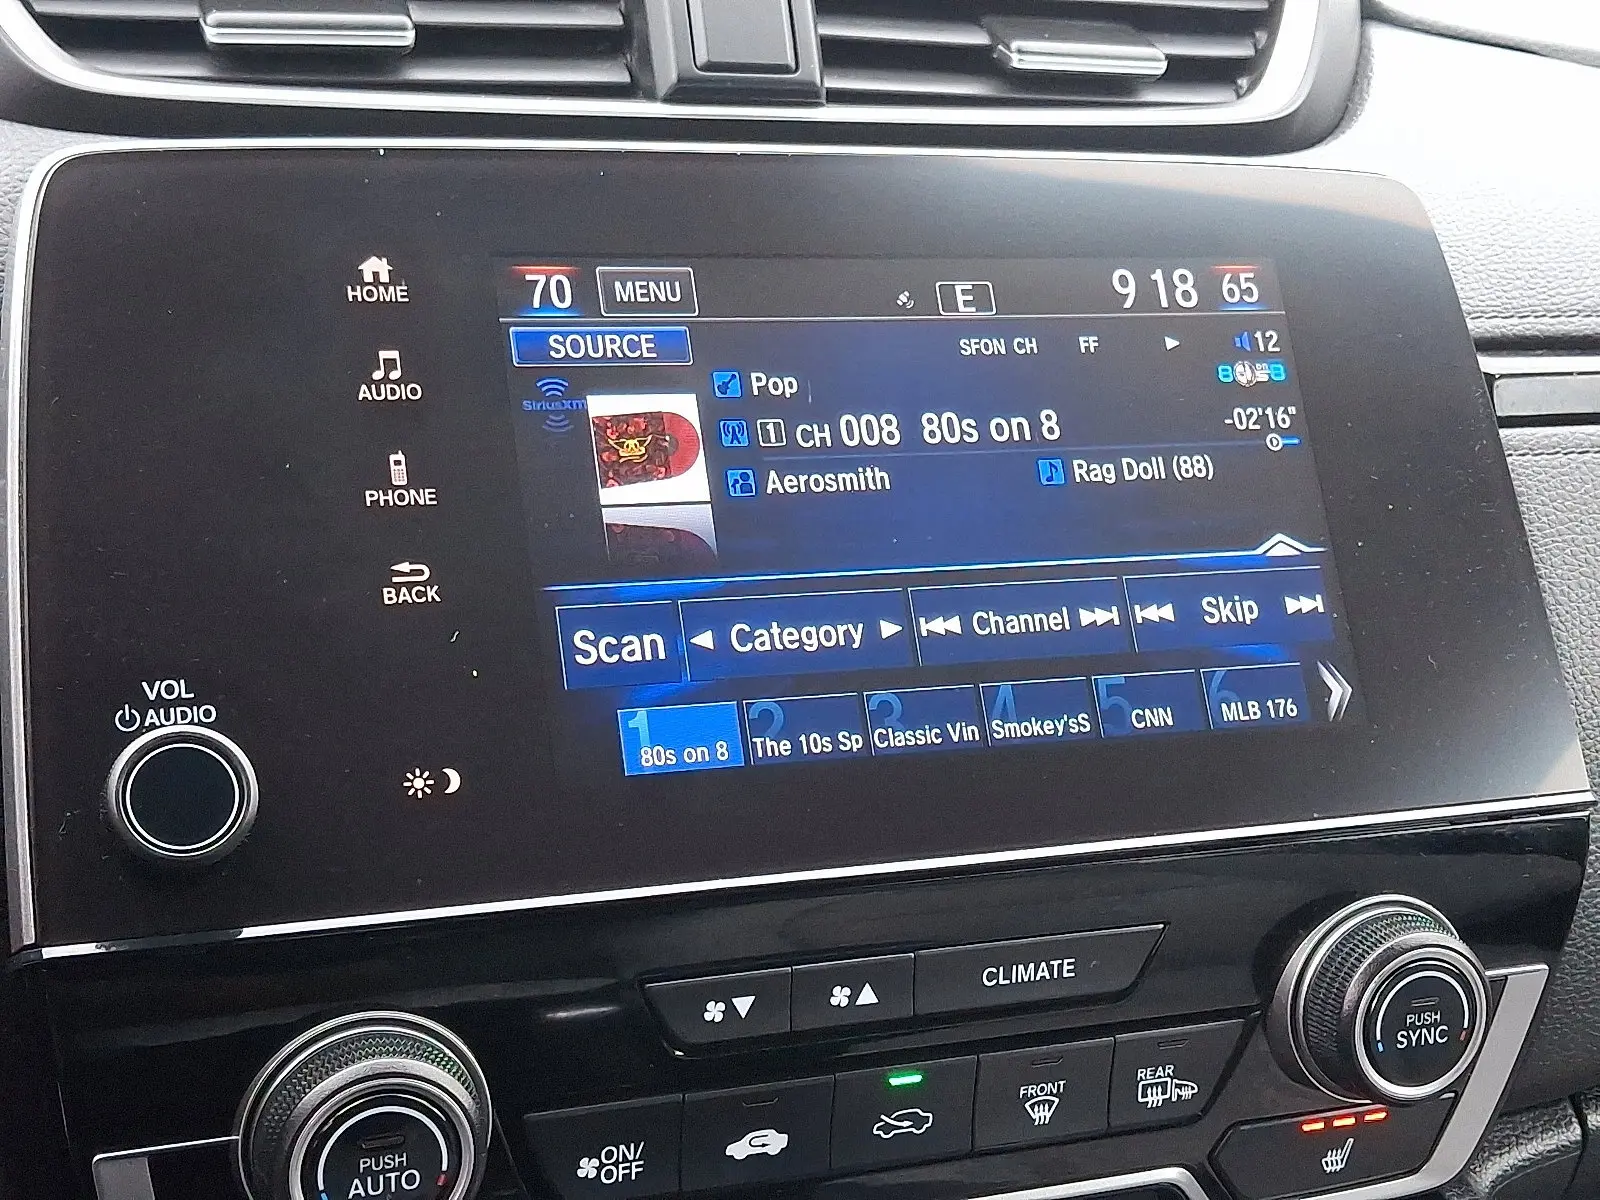 HOME
AUDIO
PHONE
BACK
VOL
AUDIO
70 MENU E 9 18 65
SOURCE SFON CH FF 12
SiriusXM
Pop
1 CH 008 80s on 8 -02'16"
Aerosmith Rag Doll (88)
Scan Category Channel Skip
1 80s on 8
2 The 10s Sp
3 Classic Vin
4 Smokey'sS
5 CNN
6 MLB 176
CLIMATE
PUSH
SYNC
FRONT
REAR
ON/
OFF
PUSH
AUTO